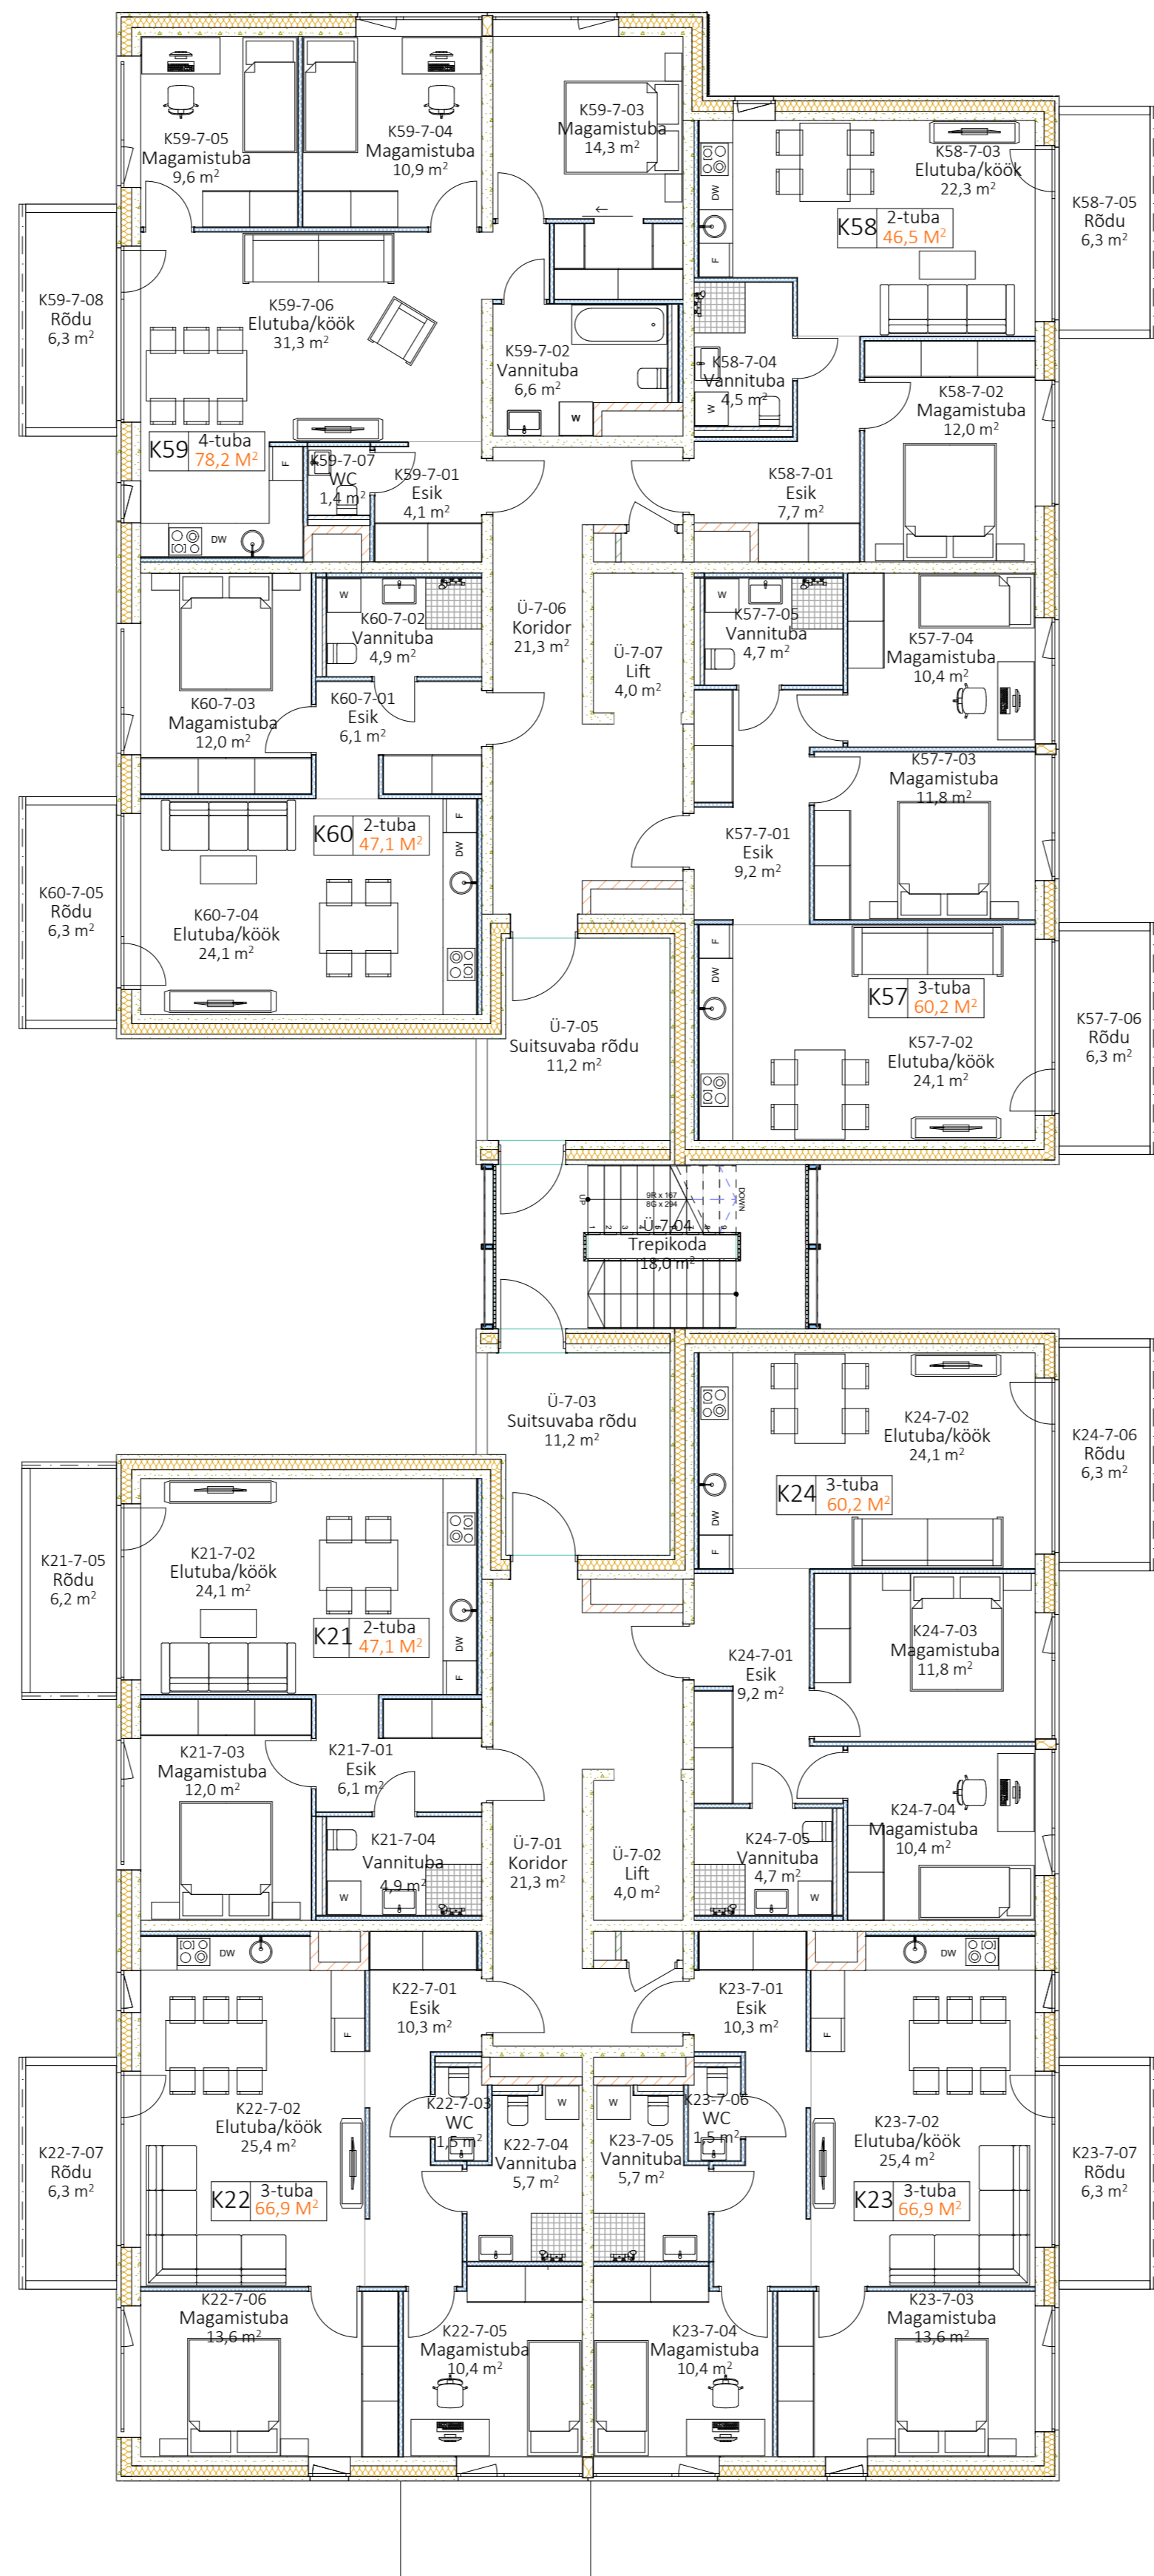 K59-7-05
Magamistuba
9,6 m²
K59-7-04
Magamistuba
10,9 m²
K59-7-03
Magamistuba
14,3 m²
K58-7-03
Elutuba/köök
22,3 m²
DW
F
K58
2-tuba
46,5 M²
K58-7-05
Rõdu
6,3 m²
K59-7-08
Rõdu
6,3 m²
K59-7-06
Elutuba/köök
31,3 m²
K59-7-02
Vannituba
6,6 m²
W
K58-7-04
Vannituba
4,5 m²
W
K58-7-02
Magamistuba
12,0 m²
K59
4-tuba
78,2 M²
F
DW
K59-7-07
WC
1,4 m²
K59-7-01
Esik
4,1 m²
K58-7-01
Esik
7,7 m²
W
K60-7-02
Vannituba
4,9 m²
Ü-7-06
Koridor
21,3 m²
Ü-7-07
Lift
4,0 m²
W
K57-7-05
Vannituba
4,7 m²
K57-7-04
Magamistuba
10,4 m²
K60-7-03
Magamistuba
12,0 m²
K60-7-01
Esik
6,1 m²
K57-7-03
Magamistuba
11,8 m²
K60
2-tuba
47,1 M²
F
DW
K57-7-01
Esik
9,2 m²
K60-7-05
Rõdu
6,3 m²
K60-7-04
Elutuba/köök
24,1 m²
F
DW
K57
3-tuba
60,2 M²
K57-7-02
Elutuba/köök
24,1 m²
K57-7-06
Rõdu
6,3 m²
Ü-7-05
Suitsuvaba rõdu
11,2 m²
UP
9R x 167
8G x 294
DOWN
1 2 3 4 5 6 7 8 9
Ü-7-04
Trepikoda
18,0 m²
Ü-7-03
Suitsuvaba rõdu
11,2 m²
K24-7-02
Elutuba/köök
24,1 m²
K24
3-tuba
60,2 M²
DW
F
K24-7-06
Rõdu
6,3 m²
K21-7-05
Rõdu
6,2 m²
K21-7-02
Elutuba/köök
24,1 m²
K21
2-tuba
47,1 M²
DW
F
K24-7-01
Esik
9,2 m²
K24-7-03
Magamistuba
11,8 m²
K21-7-03
Magamistuba
12,0 m²
K21-7-01
Esik
6,1 m²
K21-7-04
Vannituba
4,9 m²
W
Ü-7-01
Koridor
21,3 m²
Ü-7-02
Lift
4,0 m²
K24-7-05
Vannituba
4,7 m²
W
K24-7-04
Magamistuba
10,4 m²
DW
F
K22-7-01
Esik
10,3 m²
K23-7-01
Esik
10,3 m²
DW
F
K22-7-07
Rõdu
6,3 m²
K22-7-02
Elutuba/köök
25,4 m²
K22
3-tuba
66,9 M²
K22-7-03
WC
1,5 m²
K22-7-04
Vannituba
5,7 m²
W
W
K23-7-05
Vannituba
5,7 m²
K23-7-06
WC
1,5 m²
K23-7-02
Elutuba/köök
25,4 m²
K23
3-tuba
66,9 M²
K23-7-07
Rõdu
6,3 m²
K22-7-06
Magamistuba
13,6 m²
K22-7-05
Magamistuba
10,4 m²
K23-7-04
Magamistuba
10,4 m²
K23-7-03
Magamistuba
13,6 m²